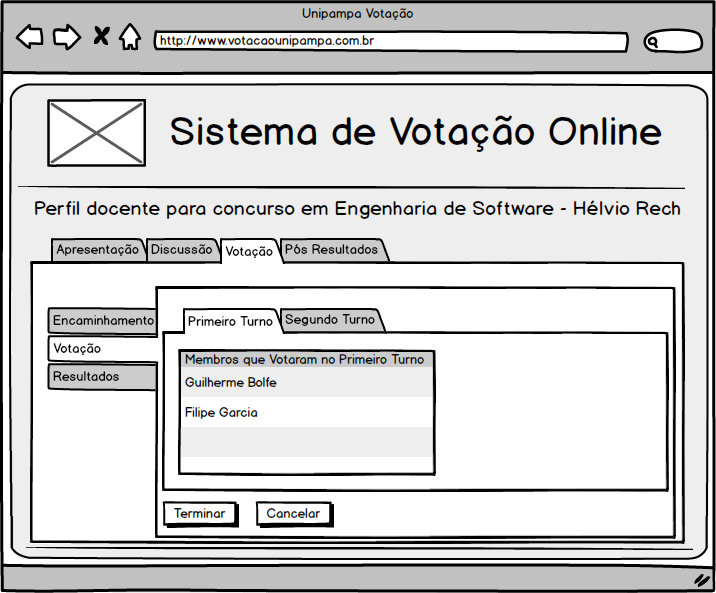 Unipampa Votação
http://www.votacaounipampa.com.br
Sistema de Votação Online
Perfil docente para concurso em Engenharia de Software - Hélvio Rech
Apresentação Discussão Votação Pós Resultados
Encaminhamento
Votação
Resultados
Primeiro Turno Segundo Turno
Membros que Votaram no Primeiro Turno
Guilherme Bolfe
Filipe Garcia
Terminar Cancelar